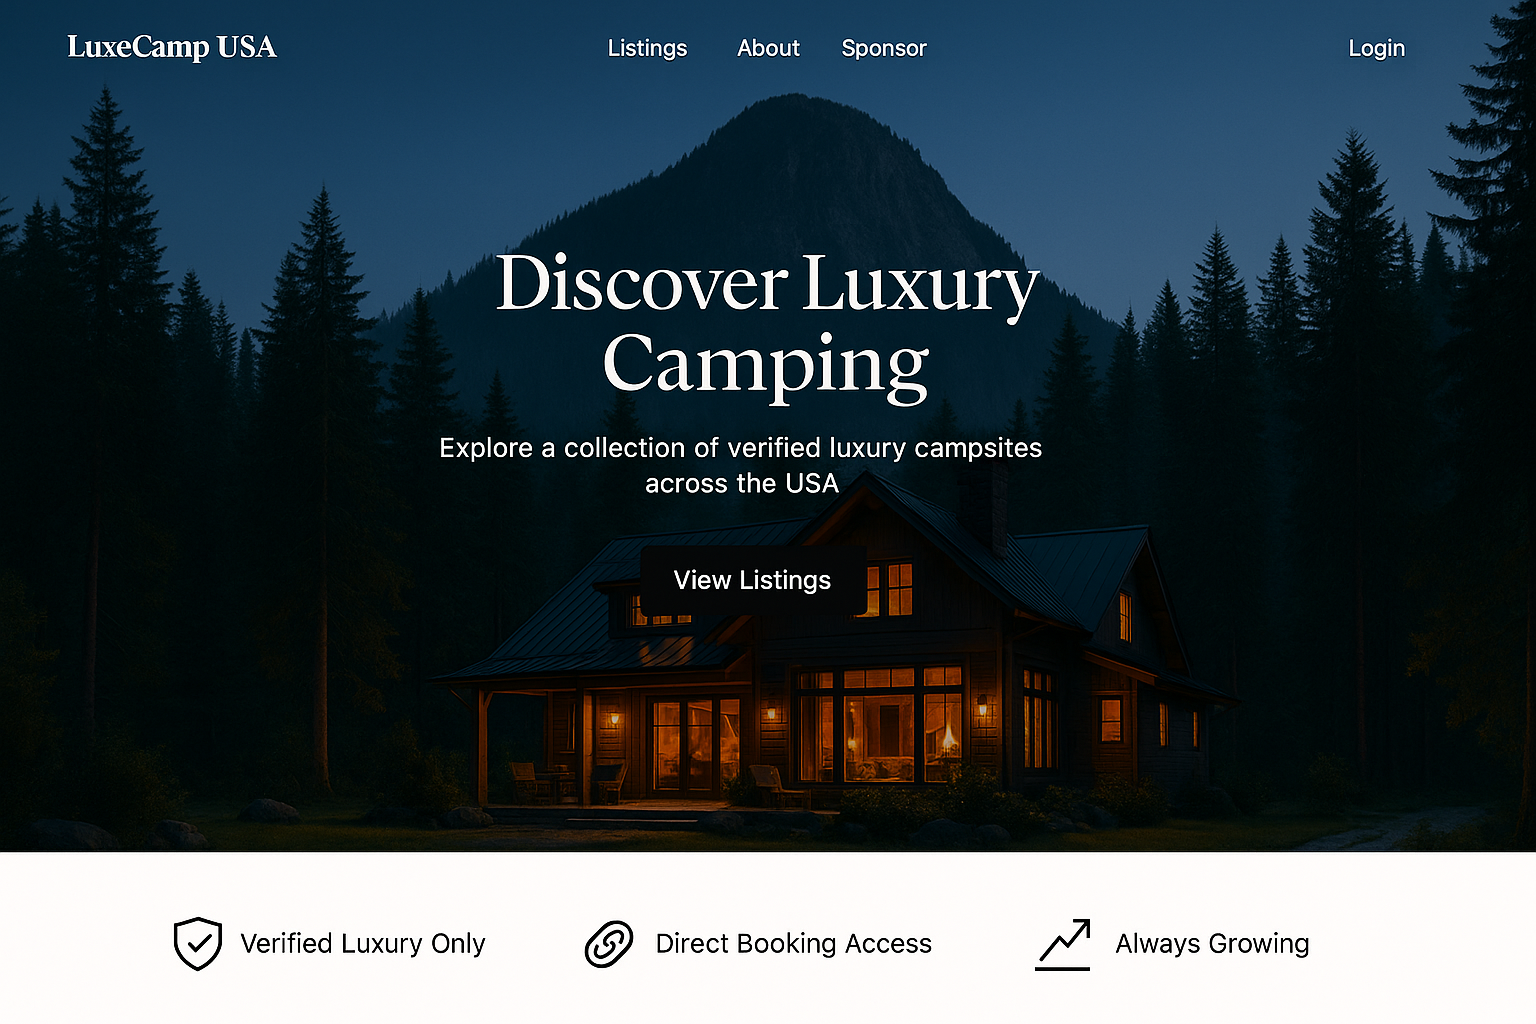 LuxeCamp USA
Listings About Sponsor
Login
Discover Luxury
Camping
Explore a collection of verified luxury campsites
across the USA
View Listings
Verified Luxury Only
Direct Booking Access
Always Growing